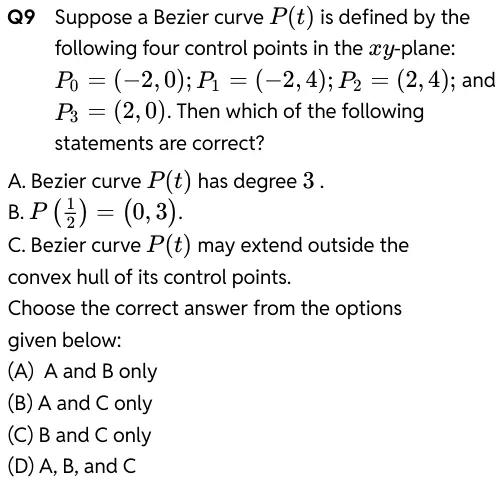 Q9 Suppose a Bezier curve P(t) is defined by the
following four control points in the xy-plane:
P₀ = (−2, 0); P₁ = (−2, 4); P₂ = (2, 4); and
P₃ = (2, 0). Then which of the following
statements are correct?
A. Bezier curve P(t) has degree 3 .
B. P(1/2) = (0, 3).
C. Bezier curve P(t) may extend outside the
convex hull of its control points.
Choose the correct answer from the options
given below:
(A) A and B only
(B) A and C only
(C) B and C only
(D) A, B, and C